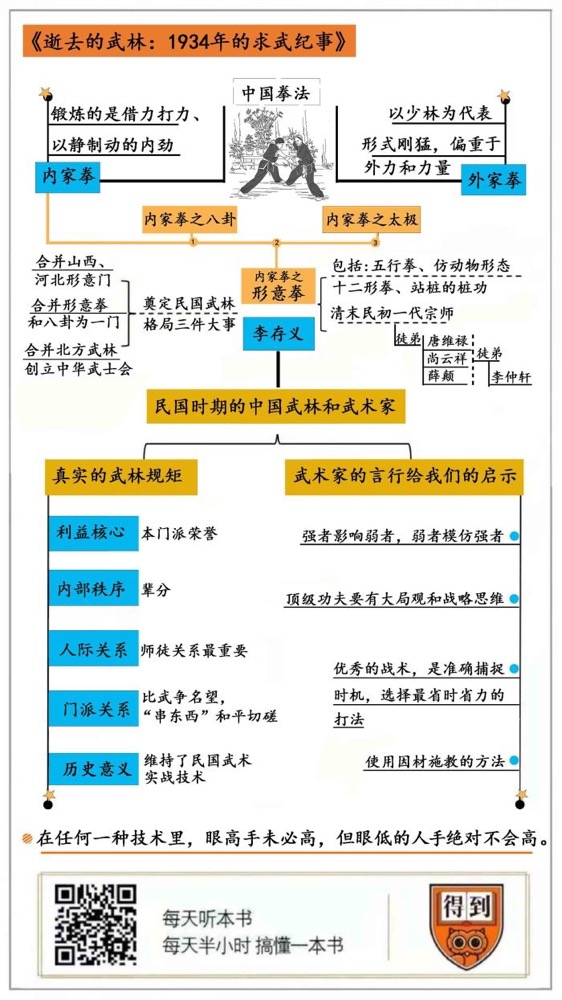 《逝去的武林：1934年的求武纪事》
中国拳法
锻炼的是借力打力、
以静制动的内劲
内家拳
以少林为代表
形式刚猛，偏重于
外力和力量
外家拳
内家拳之八卦
内家拳之太极
1
2
3
内家拳之
形意拳
李存义
合并山西、
河北形意门
合并形意拳
和八卦为一门
合并北方武林
创立中华武士会
奠定民国武林
格局三件大事
包括：五行拳、仿动物形态
十二形拳、站桩的桩功
清末民初一代宗师
徒弟
唐维禄
尚云祥
薛颠
徒弟
李仲轩
民国时期的中国武林和武术家
真实的武林规矩
利益核心 本门派荣誉
内部秩序 辈分
人际关系 师徒关系最重要
门派关系
比武争名望，
“串东西”和平切磋
历史意义
维持了民国武术
实战技术
武术家的言行给我们的启示
强者影响弱者，弱者模仿强者
顶级功夫要有大局观和战略思维
优秀的战术，是准确捕捉
时机，选择最省时省力的
打法
使用因材施教的方法
在任何一种技术里，眼高手未必高，但眼低的人手绝对不会高。
每天听本书
每天半小时 搞懂一本书
得到